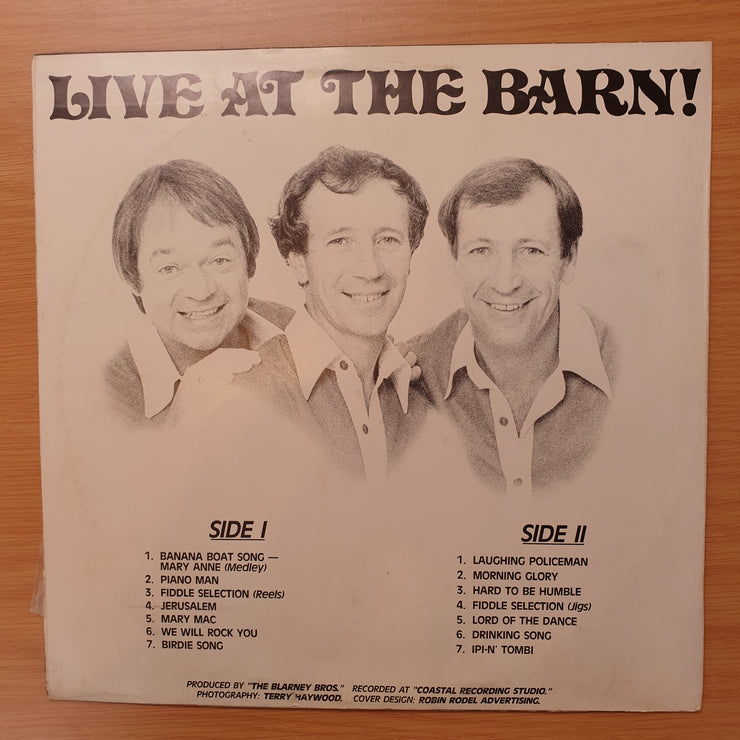 LIVE AT THE BARN!
SIDE I
1. BANANA BOAT SONG —
MARY ANNE (Medley)
2. PIANO MAN
3. FIDDLE SELECTION (Reels)
4. JERUSALEM
5. MARY MAC
6. WE WILL ROCK YOU
7. BIRDIE SONG
SIDE II
1. LAUGHING POLICEMAN
2. MORNING GLORY
3. HARD TO BE HUMBLE
4. FIDDLE SELECTION (Jigs)
5. LORD OF THE DANCE
6. DRINKING SONG
7. IPI-N' TOMBI
PRODUCED BY "THE BLARNEY BROS." RECORDED AT "COASTAL RECORDING STUDIO."
PHOTOGRAPHY: TERRY HAYWOOD. COVER DESIGN: ROBIN RODEL ADVERTISING.